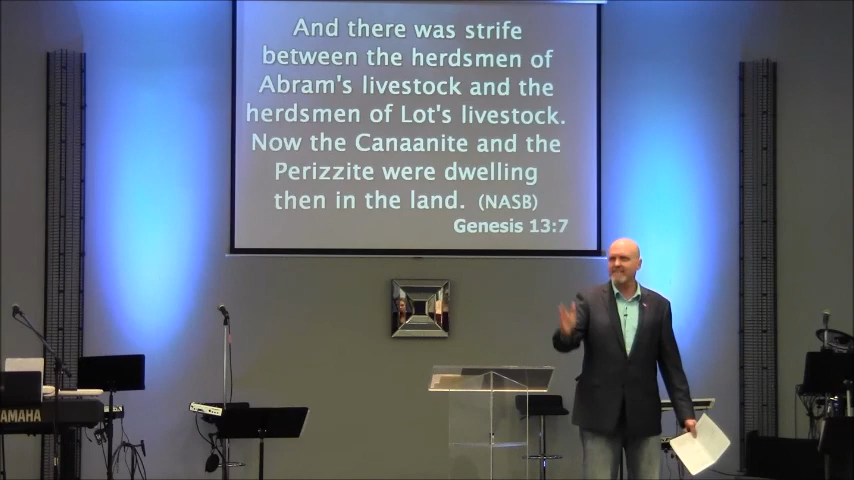 And there was strife
between the herdsmen of
Abram's livestock and the
herdsmen of Lot's livestock.
Now the Canaanite and the
Perizzite were dwelling
then in the land. (NASB)
Genesis 13:7
YAMAHA